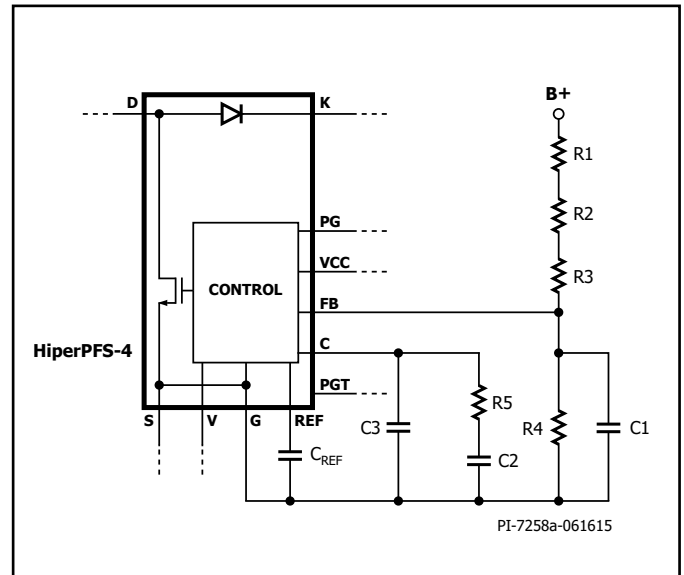 D
K
B+
R1
R2
R3
PG
VCC
CONTROL
FB
C
HiperPFS-4
PGT
S
V
G
REF
R5
C3
R4
C1
C2
CREF
PI-7258a-061615